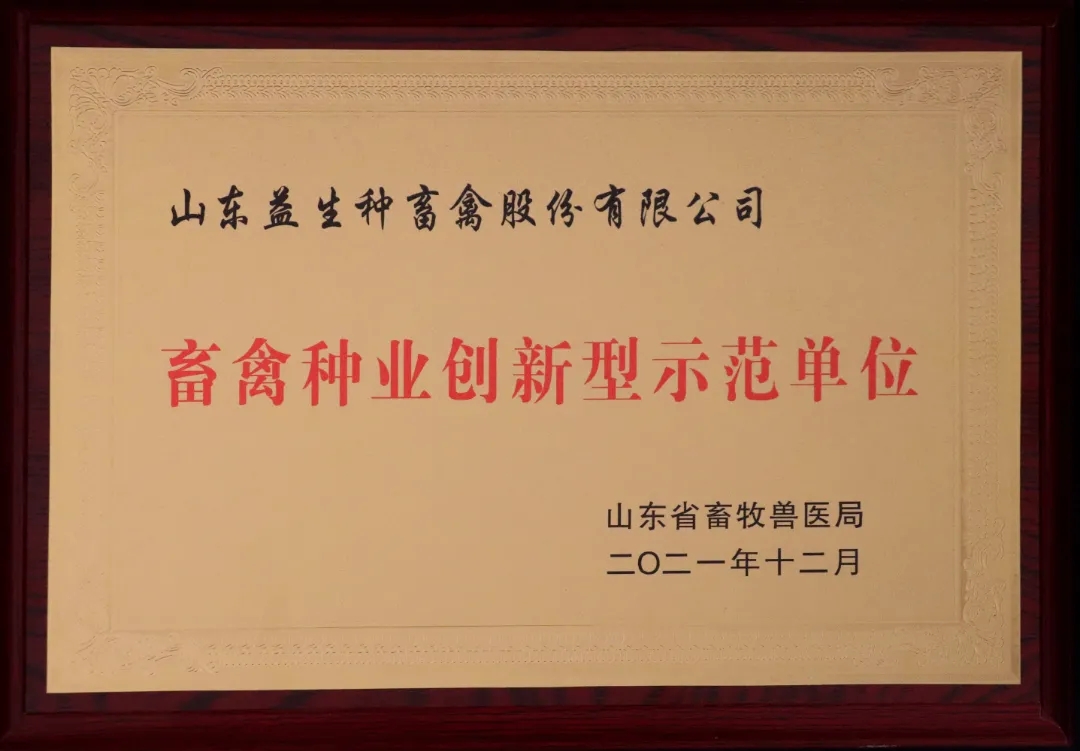 山东益生种畜禽股份有限公司
畜禽种业创新型示范单位
山东省畜牧兽医局
二〇二一年十二月